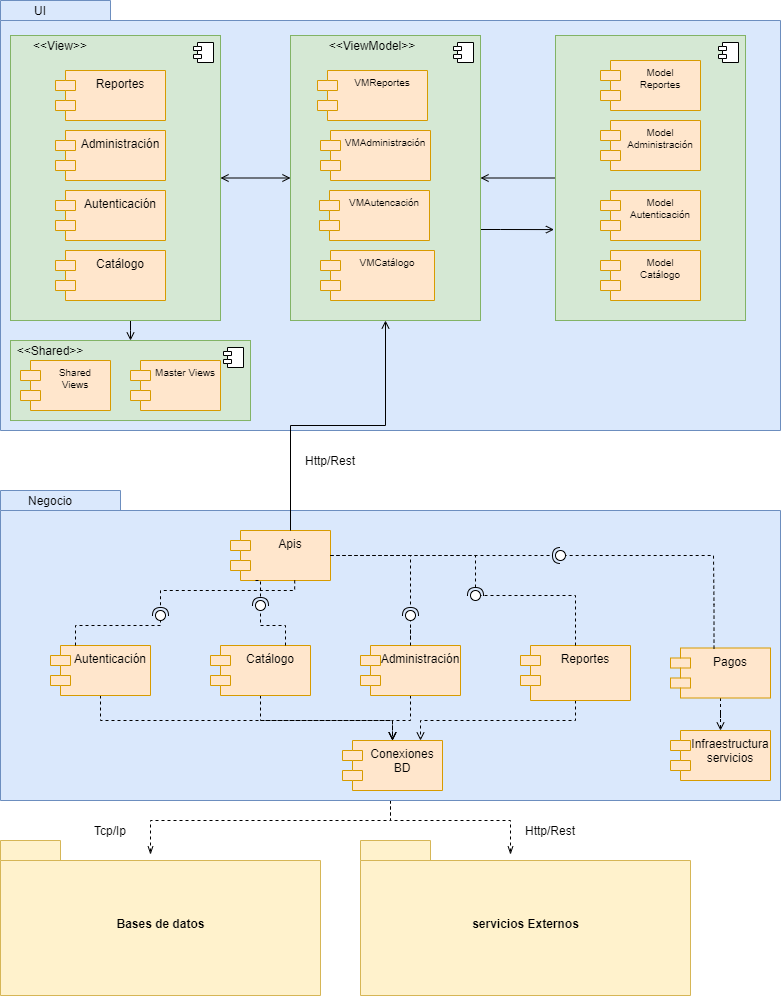 UI
<<View>>
Reportes
Administración
Autenticación
Catálogo
<<ViewModel>>
VMReportes
VMAdministración
VMAutencación
VMCatálogo
Model
Reportes
Model
Administración
Model
Autenticación
Model
Catálogo
<<Shared>>
Shared
Views
Master Views
Http/Rest
Negocio
Apis
Autenticación
Catálogo
Administración
Reportes
Pagos
Conexiones
BD
Infraestructura
servicios
Tcp/Ip
Http/Rest
Bases de datos
servicios Externos